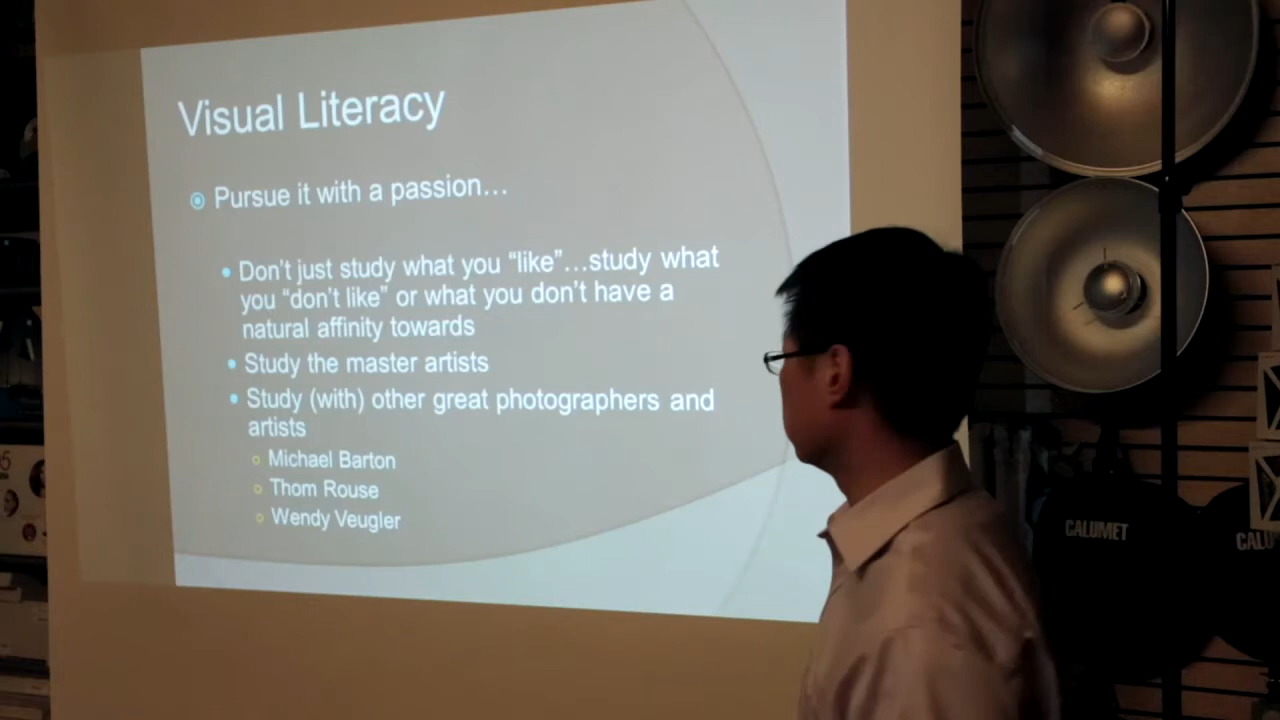 Visual Literacy
Pursue it with a passion…
Don't just study what you “like”…study what
you “don't like” or what you don't have a
natural affinity towards
Study the master artists
Study (with) other great photographers and
artists
Michael Barton
Thom Rouse
Wendy Veugler
CALUMET